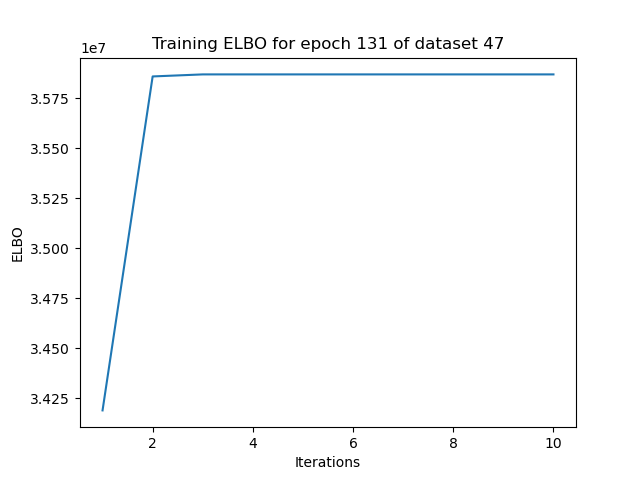 Training ELBO for epoch 131 of dataset 47
1e7
3.575
3.550
3.525
3.500
3.475
3.450
3.425
ELBO
2 4 6 8 10
Iterations